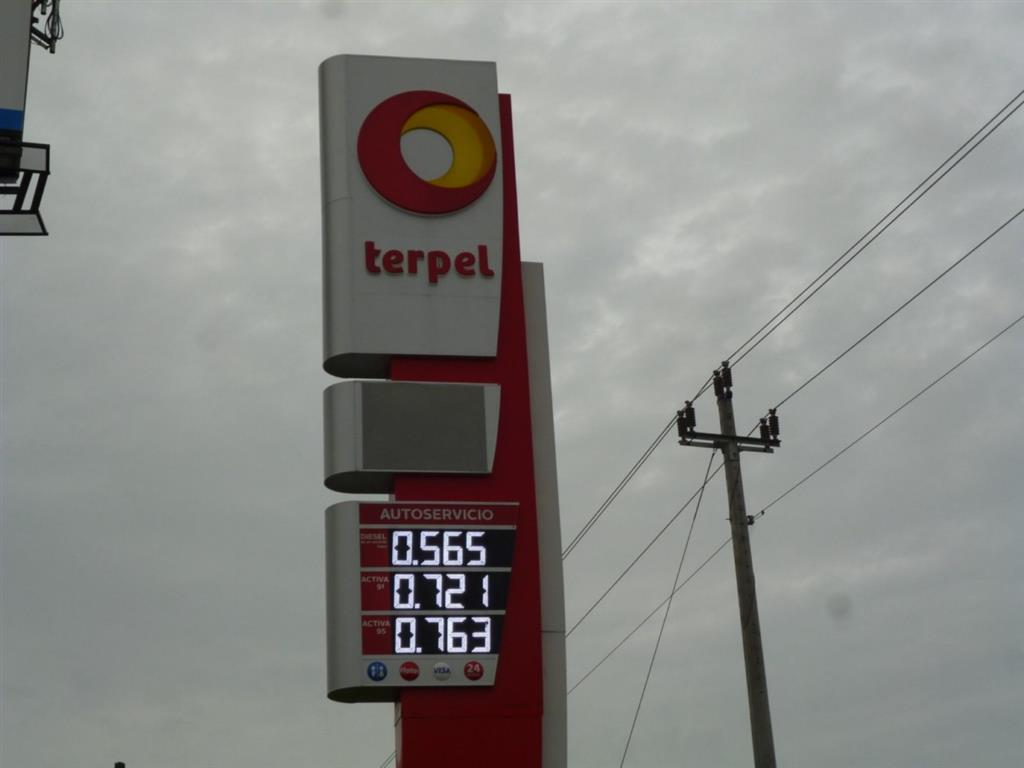 terpel
AUTOSERVICIO
DIESEL
0.565
ACTIVA
91
0.721
ACTIVA
95
0.763
VISA
24